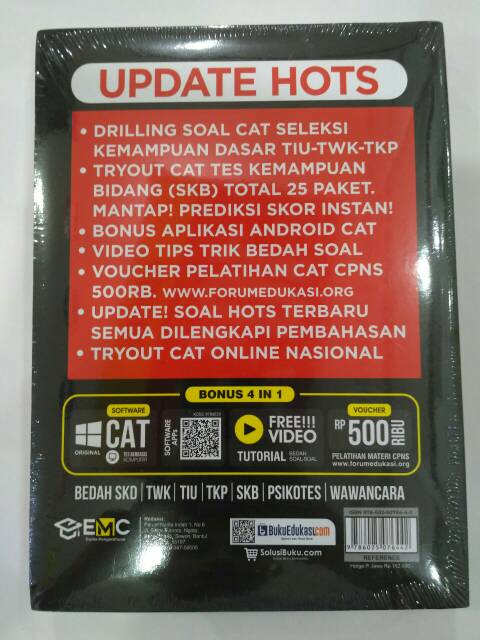 UPDATE HOTS
• DRILLING SOAL CAT SELEKSI
KEMAMPUAN DASAR TIU-TWK-TKP
• TRYOUT CAT TES KEMAMPUAN
BIDANG (SKB) TOTAL 25 PAKET.
MANTAP! PREDIKSI SKOR INSTAN!
• BONUS APLIKASI ANDROID CAT
• VIDEO TIPS TRIK BEDAH SOAL
• VOUCHER PELATIHAN CAT CPNS
500RB. WWW.FORUMEDUKASI.ORG
• UPDATE! SOAL HOTS TERBARU
SEMUA DILENGKAPI PEMBAHASAN
• TRYOUT CAT ONLINE NASIONAL
BONUS 4 IN 1
SOFTWARE
CAT
ORIGINAL
TES BERBASIS
KOMPUTER
SOFTWARE
APPs
FREE!!!
VIDEO
TUTORIAL
BEDAH
SOAL-SOAL
VOUCHER
RP 500 RIBU
PELATIHAN MATERI CPNS
www.forumedukasi.org
BEDAH SKD | TWK | TIU | TKP | SKB | PSIKOTES | WAWANCARA
EMC
Redaksi:
BukuEdukasi.com
SolusiBuku.com
REFERENCE